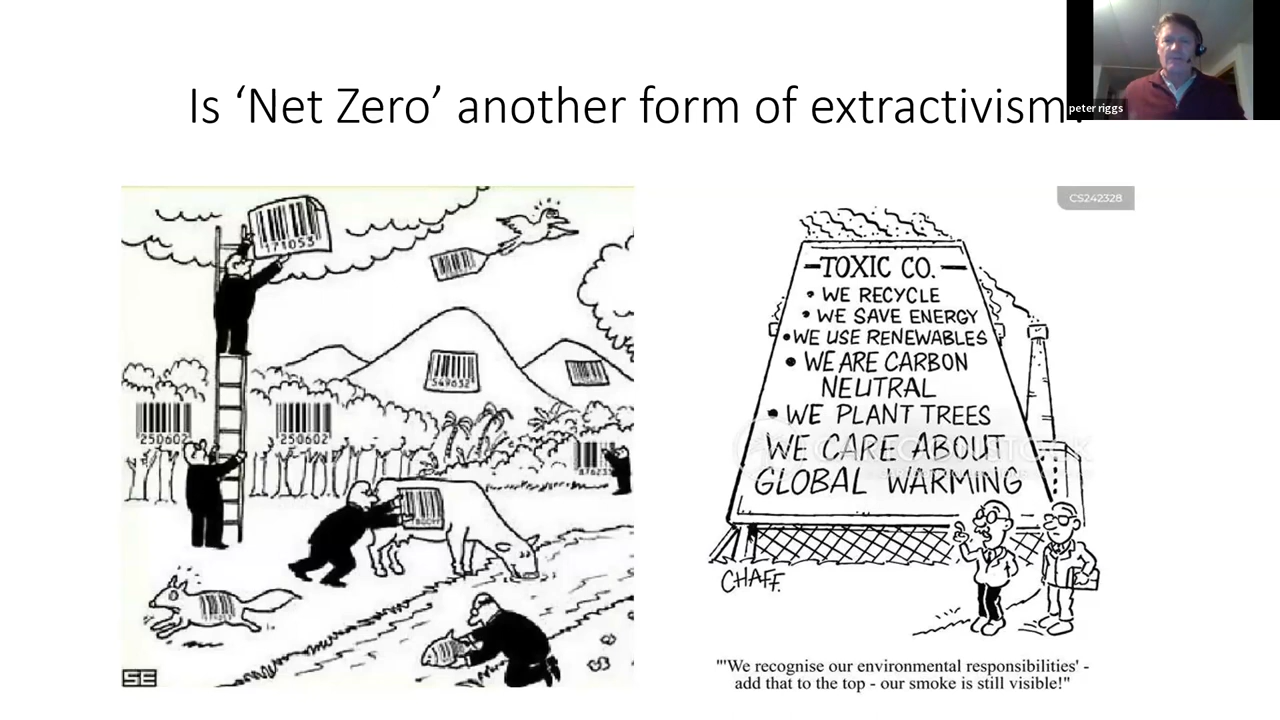 Is ‘Net Zero’ another form of extractivism?
peter riggs
171053
549632
250602
250602
SE
CS242328
TOXIC CO.
• WE RECYCLE
• WE SAVE ENERGY
• WE USE RENEWABLES
• WE ARE CARBON
NEUTRAL
• WE PLANT TREES
WE CARE ABOUT
GLOBAL WARMING
CHAFF.
"'We recognise our environmental responsibilities' -
add that to the top - our smoke is still visible!"